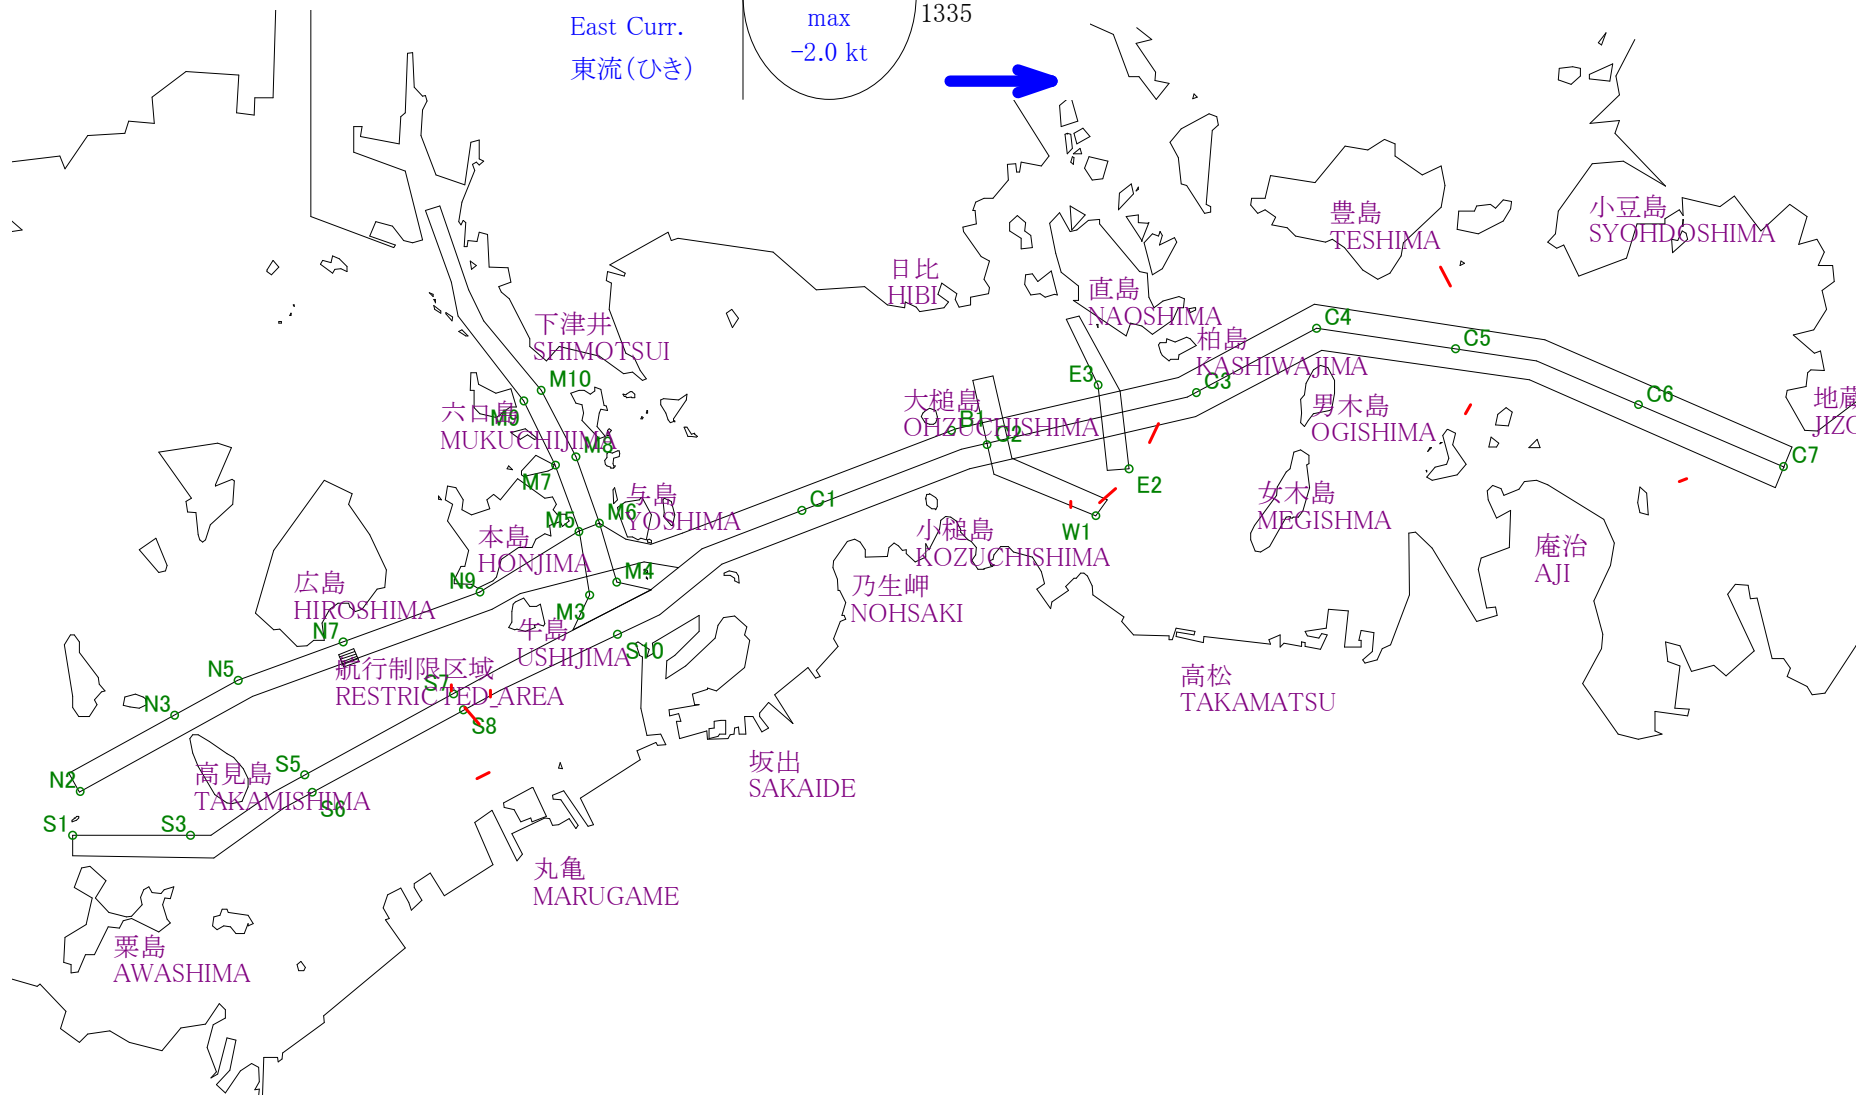 East Curr.
東流(ひき)
max
-2.0 kt
1335
豊島
TESHIMA
小豆島
SYOHDOSHIMA
日比
HIBI
直島
NAOSHIMA
下津井
SHIMOTSUI
柏島
KASHIWAJIMA
C4
C5
M10
E3
C3
C6
六口島
MUKUCHIJIMA
M9
大槌島
OHZUCHISHIMA
B1
C2
男木島
OGISHIMA
地蔵
JIZO
M8
M7
C7
E2
与島
YOSHIMA
C1
女木島
MEGISHMA
M5
M6
本島
HONJIMA
小槌島
KOZUCHISHIMA
W1
庵治
AJI
広島
HIROSHIMA
N9
M4
M3
乃生岬
NOHSAKI
N7
牛島
USHIJIMA
S10
N5
航行制限区域
RESTRICTED_AREA
S7
高松
TAKAMATSU
N3
S8
高見島
TAKAMISHIMA
S5
N2
S6
坂出
SAKAIDE
S1
S3
丸亀
MARUGAME
粟島
AWASHIMA